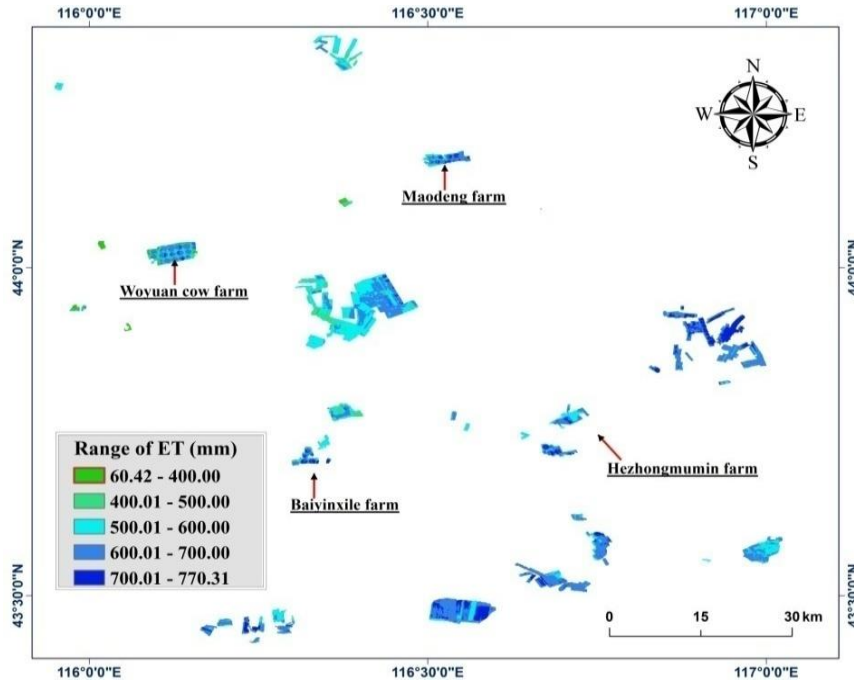 116°0'0"E 116°30'0"E 117°0'0"E
N
W E
S
Maodeng farm
44°0'0"N 44°0'0"N
Woyuan cow farm
Range of ET (mm)
60.42 - 400.00
400.01 - 500.00
500.01 - 600.00
600.01 - 700.00
700.01 - 770.31
Hezhongmumin farm
Baiyinxile farm
43°30'0"N 43°30'0"N
0 15 30 km
116°0'0"E 116°30'0"E 117°0'0"E